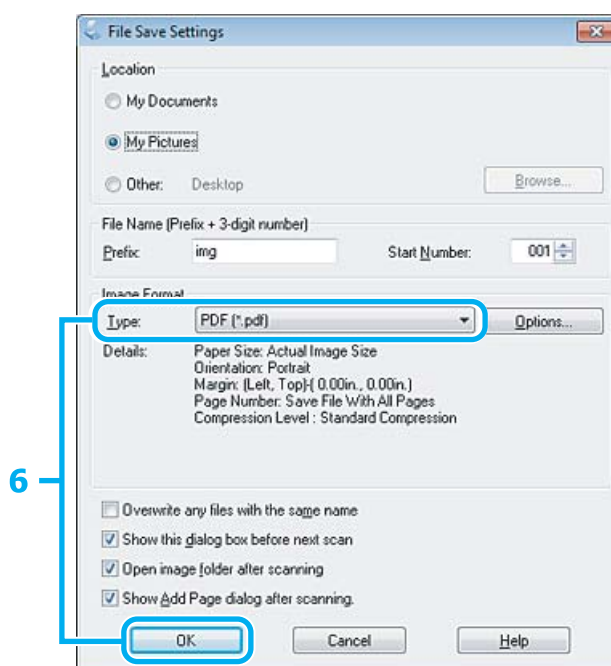 File Save Settings
Location
My Documents
My Pictures
Other: Desktop Browse...
File Name (Prefix + 3-digit number)
Prefix: img Start Number: 001
Image Format
Type: PDF (*.pdf) Options...
Details: Paper Size: Actual Image Size
Orientation: Portrait
Margin: (Left, Top)-( 0.00in., 0.00in.)
Page Number: Save File With All Pages
Compression Level : Standard Compression
6
Overwrite any files with the same name
Show this dialog box before next scan
Open image folder after scanning
Show Add Page dialog after scanning.
OK Cancel Help